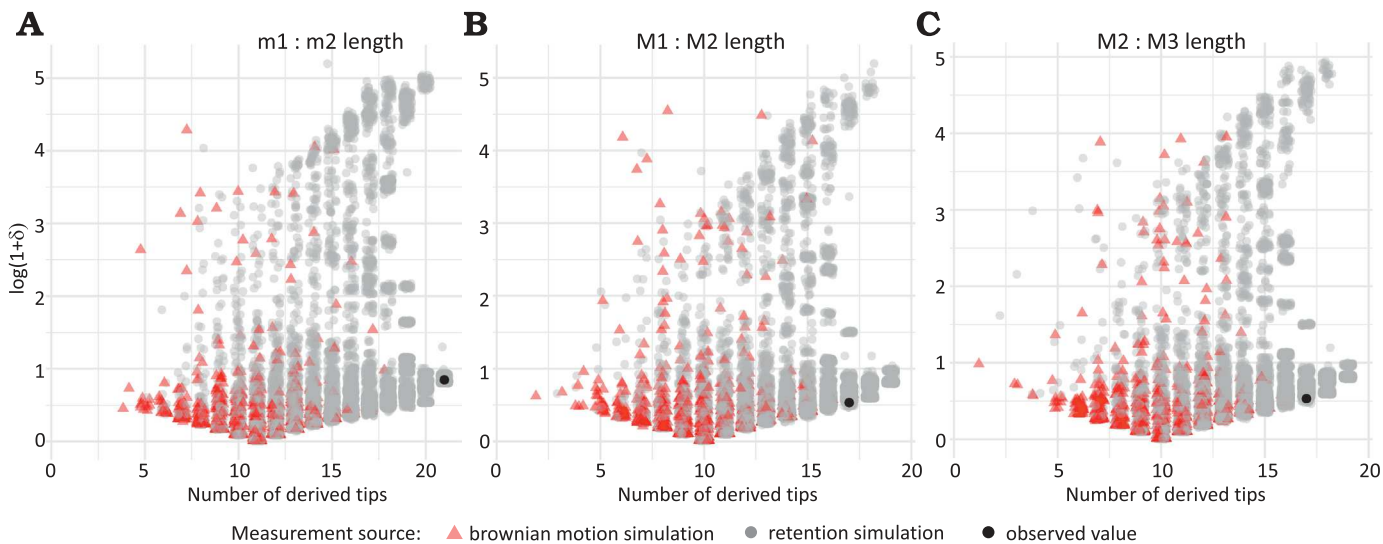 A
m1 : m2 length
log(1+δ)
5
4
3
2
1
0
0 5 10 15 20
Number of derived tips
B
M1 : M2 length
5
4
3
2
1
0
0 5 10 15 20
Number of derived tips
C
M2 : M3 length
5
4
3
2
1
0
0 5 10 15 20
Number of derived tips
Measurement source: brownian motion simulation retention simulation observed value